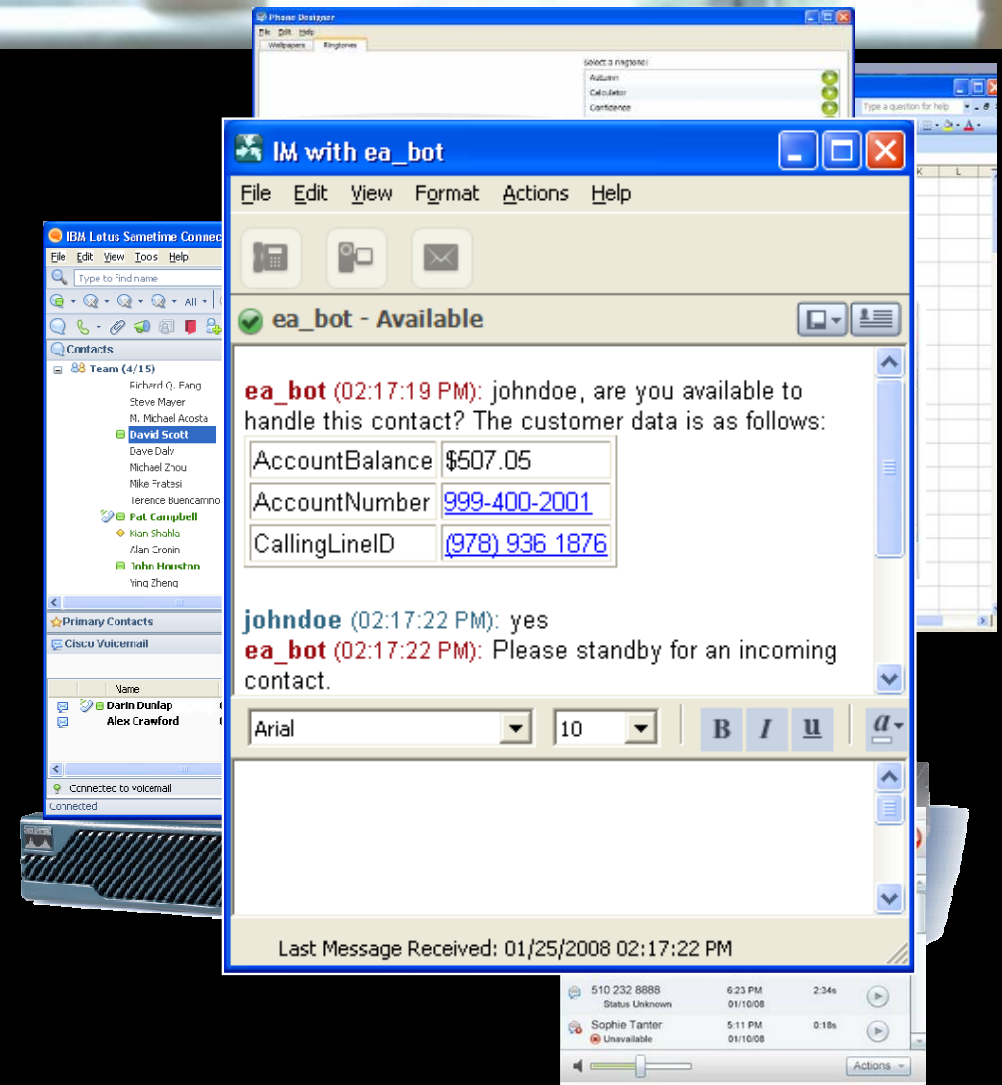 Phone Designer
File Edit Help
Wallpapers Ringtones
Select a ringtone:
Autumn
Calculator
Confidence
Type a question for help
K L
IM with ea_bot
File Edit View Format Actions Help
ea_bot - Available
ea_bot (02:17:19 PM): johndoe, are you available to
handle this contact? The customer data is as follows:
AccountBalance $507.05
AccountNumber 999-400-2001
CallingLineID (978) 936 1876
johndoe (02:17:22 PM): yes
ea_bot (02:17:22 PM): Please standby for an incoming
contact.
Arial 10 B I u a
Last Message Received: 01/25/2008 02:17:22 PM
IBM Lotus Sametime Connec
File Edit View Toos Help
Type to find name
All
Contacts
Team (4/15)
Richard Q. Fang
Steve Mayer
M. Michael Acosta
David Scott
Dave Daly
Michael Zhou
Mike Fratesi
Terence Buencamino
Pat Campbell
Kian Shahla
Alan Cronin
John Houston
Ying Zheng
Primary Contacts
Cisco Voicemail
Name
Darin Dunlap
Alex Crawford
Connected to voicemail
Connected
510 232 8888 6:23 PM 2:34s
Status Unknown 01/10/08
Sophie Tanter 5:11 PM 0:18s
Unavailable 01/10/08
Actions